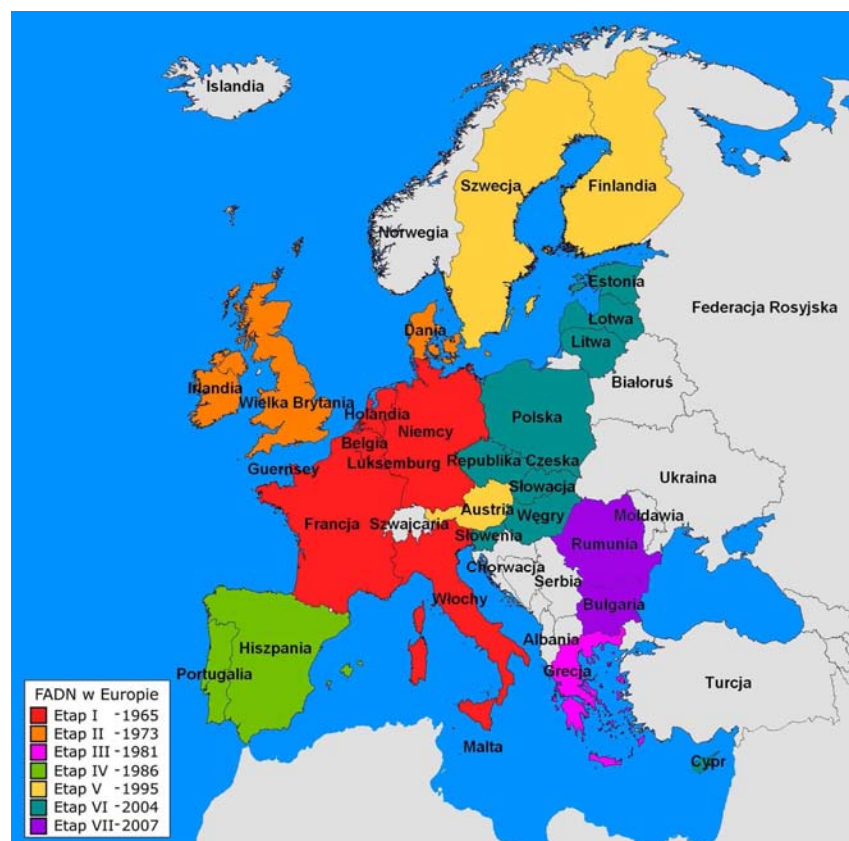 Islandia
Szwecja
Finlandia
Norwegia
Estonia
Federacja Rosyjska
Łotwa
Dania
Litwa
Białoruś
Irlandia
Wielka Brytania
Holandia
Niemcy
Polska
Belgia
Guernsey
Luksemburg
Republika Czeska
Ukraina
Słowacja
Austria
Węgry
Mołdawia
Francja
Szwajcaria
Słowenia
Rumunia
Chorwacja
Serbia
Włochy
Bulgaria
Albania
Hiszpania
Portugalia
Grecja
Turcja
Malta
Cypr
FADN w Europie
Etap I -1965
Etap II -1973
Etap III -1981
Etap IV -1986
Etap V -1995
Etap VI -2004
Etap VII-2007